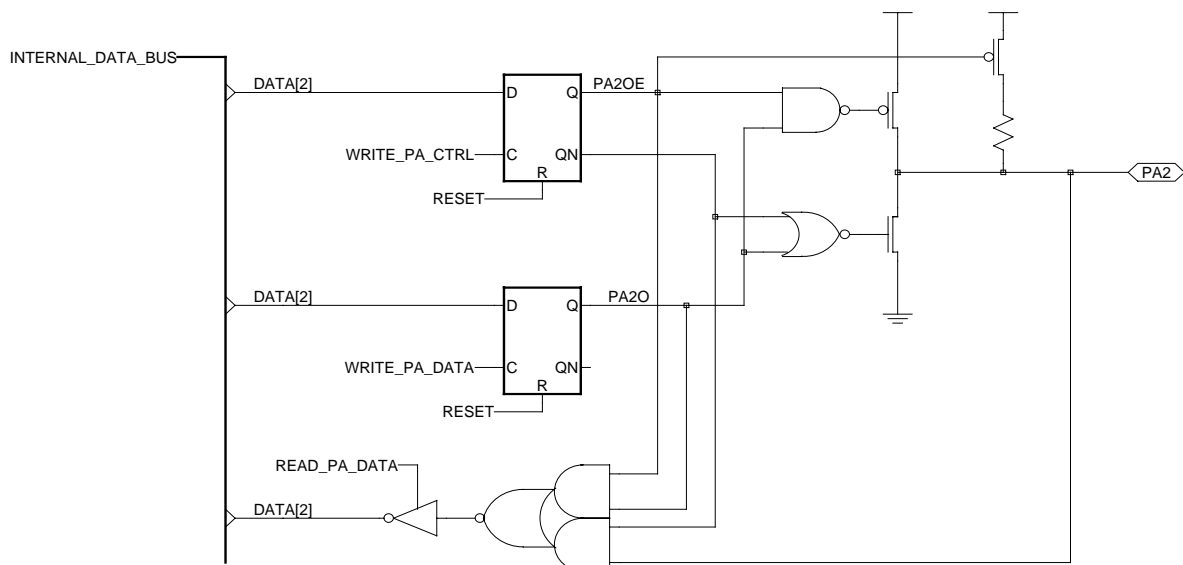 INTERNAL_DATA_BUS
DATA[2]
D
Q
PA2OE
WRITE_PA_CTRL
C
QN
R
RESET
PA2
DATA[2]
D
Q
PA2O
WRITE_PA_DATA
C
QN
R
RESET
READ_PA_DATA
DATA[2]